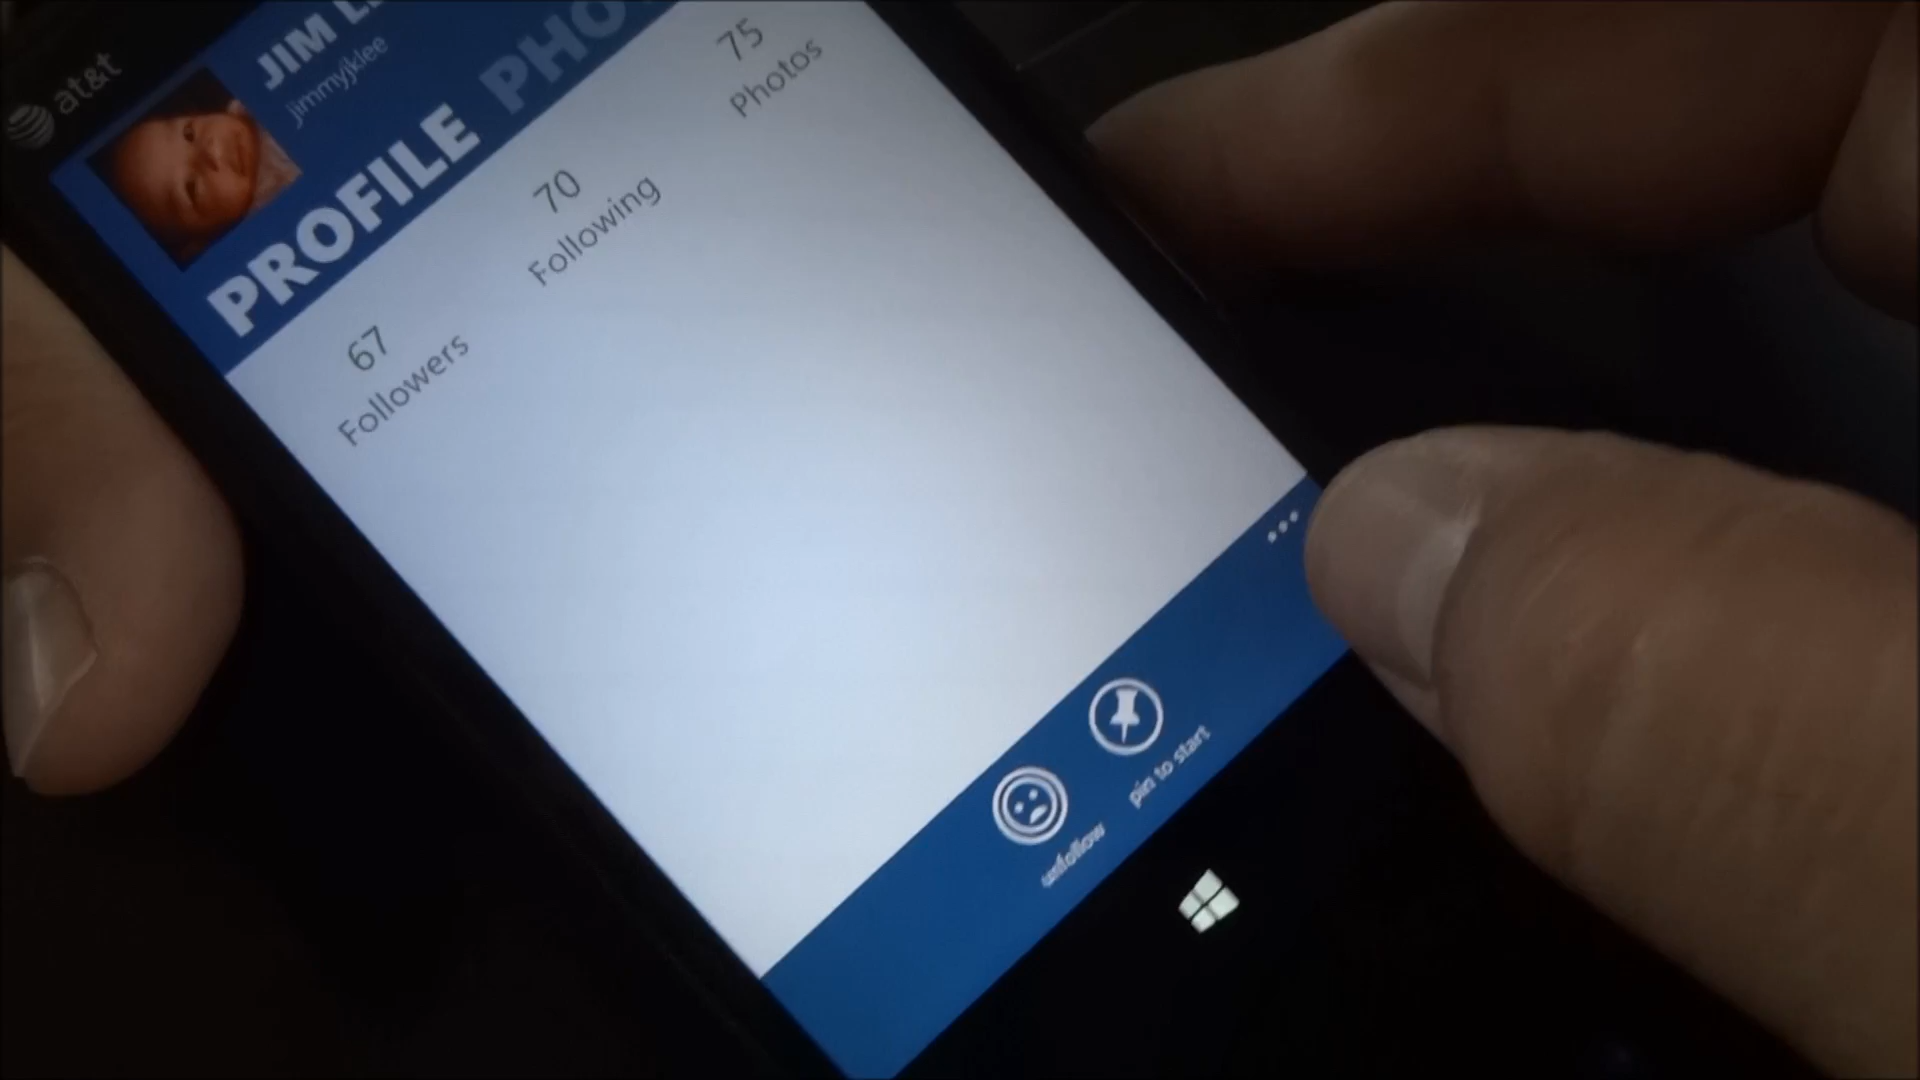 at&t
JIM
jimmyjklee
PROFILE PHO
67
Followers
70
Following
75
Photos
unfollow
pin to start